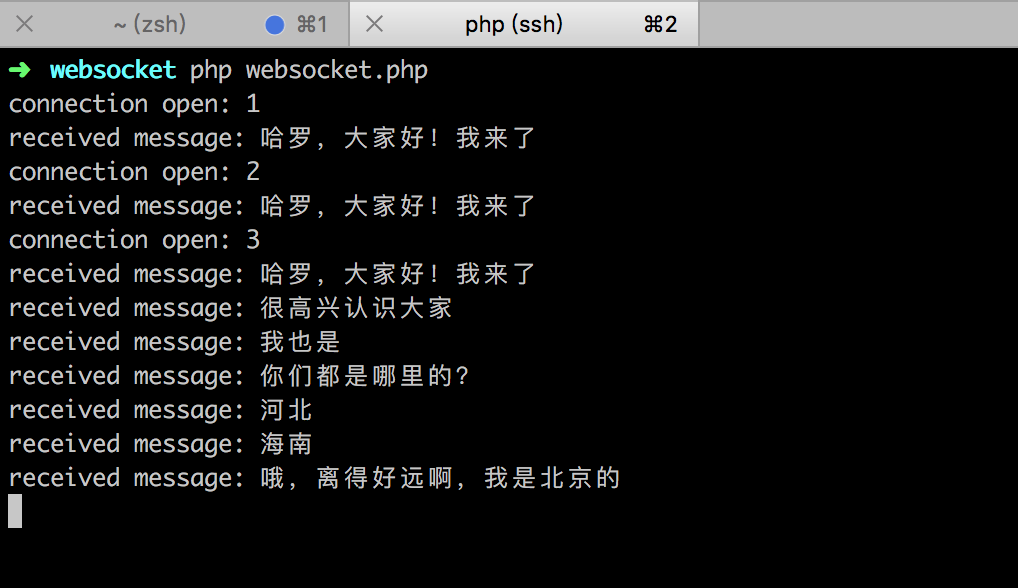 ~ (zsh) ⌘1 php (ssh) ⌘2
➜ websocket php websocket.php
connection open: 1
received message: 哈罗，大家好！我来了
connection open: 2
received message: 哈罗，大家好！我来了
connection open: 3
received message: 哈罗，大家好！我来了
received message: 很高兴认识大家
received message: 我也是
received message: 你们都是哪里的？
received message: 河北
received message: 海南
received message: 哦，离得好远啊，我是北京的